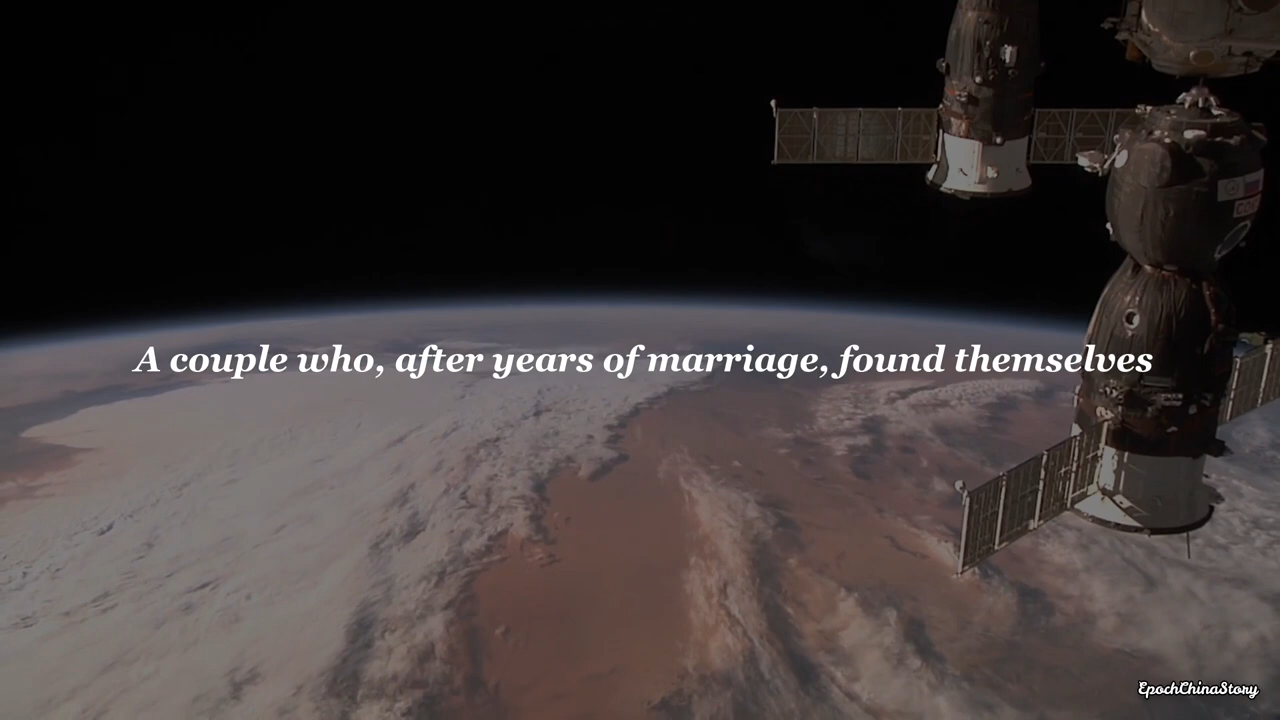 A couple who, after years of marriage, found themselves
EpochChinaStory